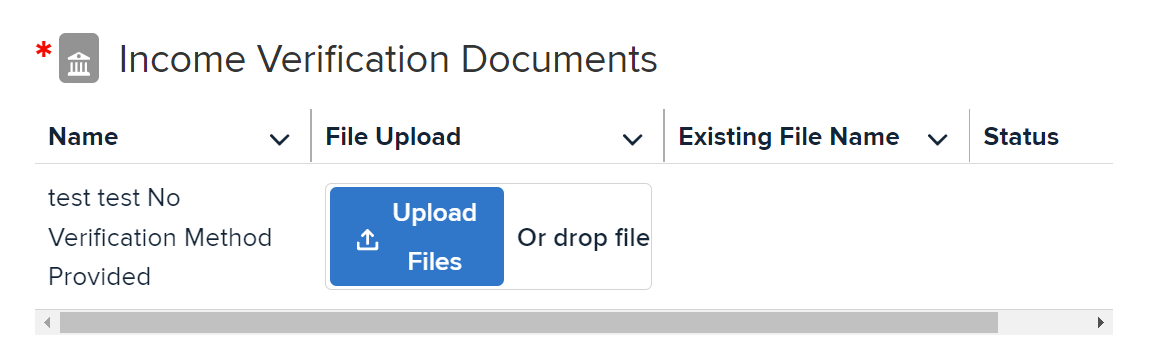 * Income Verification Documents
Name File Upload Existing File Name Status
test test No
Verification Method
Provided
Upload
Files
Or drop file